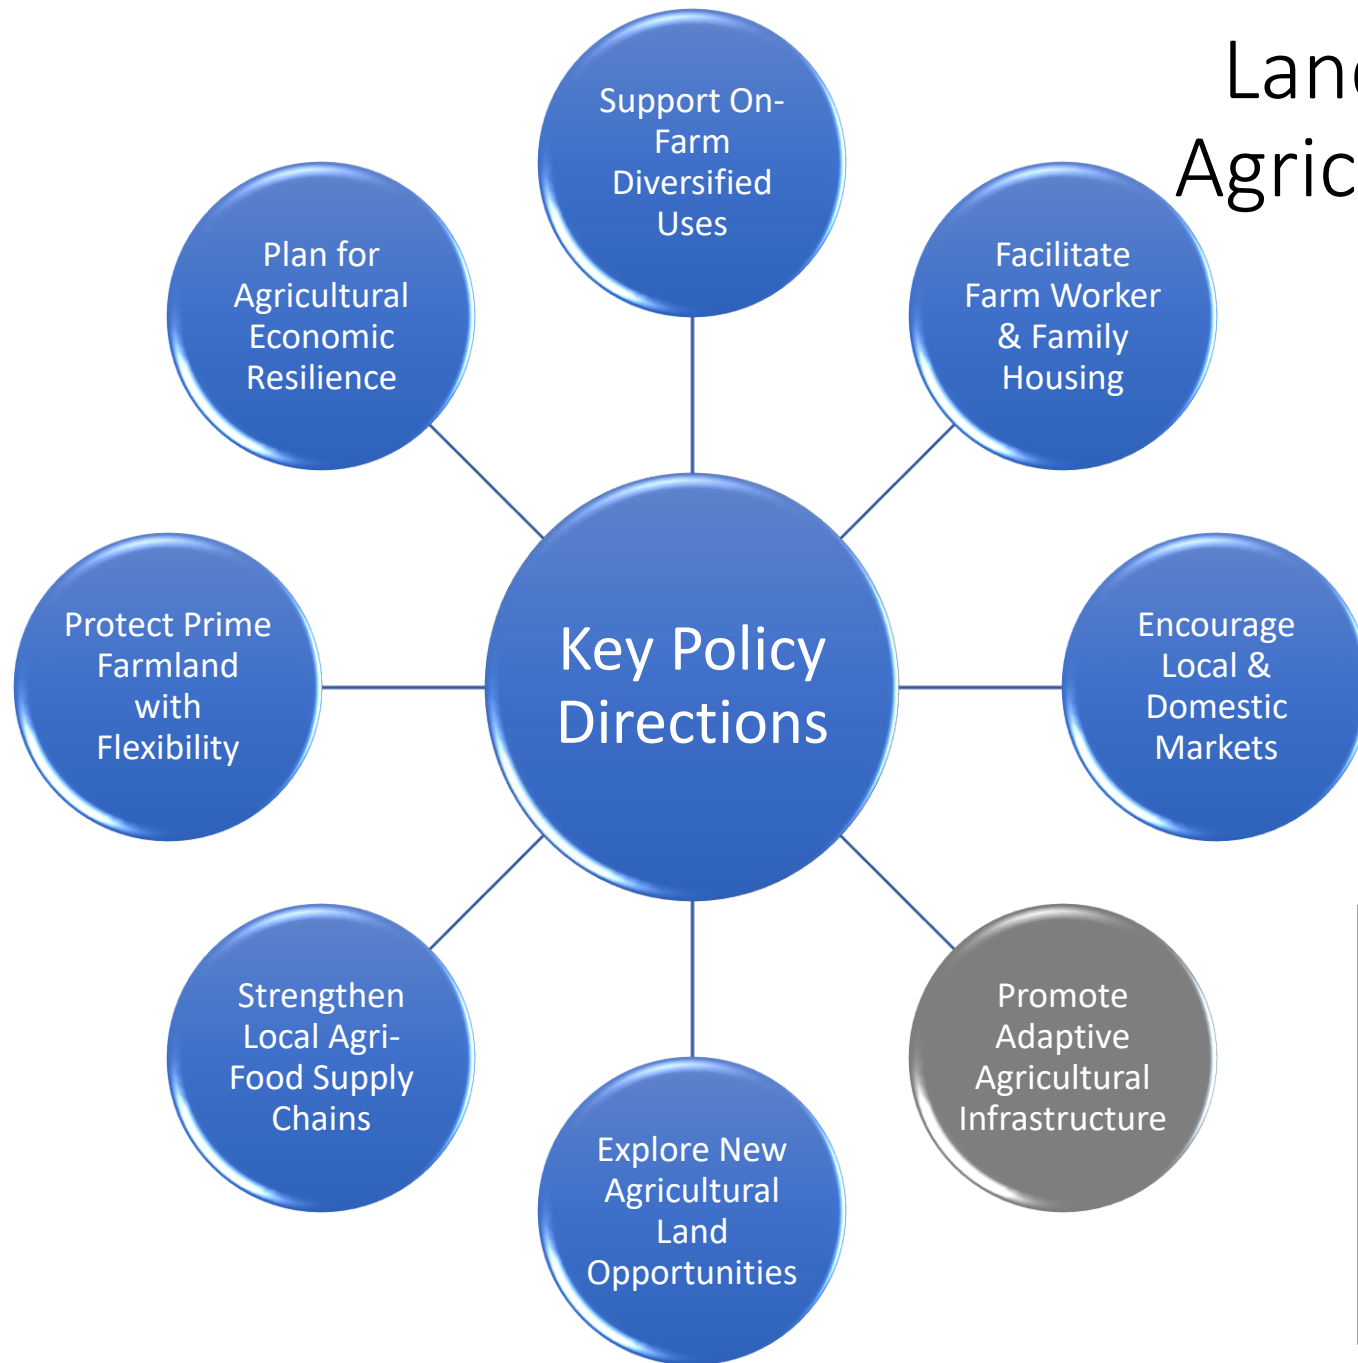 Support On-
Farm
Diversified
Uses
Facilitate
Farm Worker
& Family
Housing
Encourage
Local &
Domestic
Markets
Promote
Adaptive
Agricultural
Infrastructure
Explore New
Agricultural
Land
Opportunities
Strengthen
Local Agri-
Food Supply
Chains
Protect Prime
Farmland
with
Flexibility
Plan for
Agricultural
Economic
Resilience
Key Policy
Directions